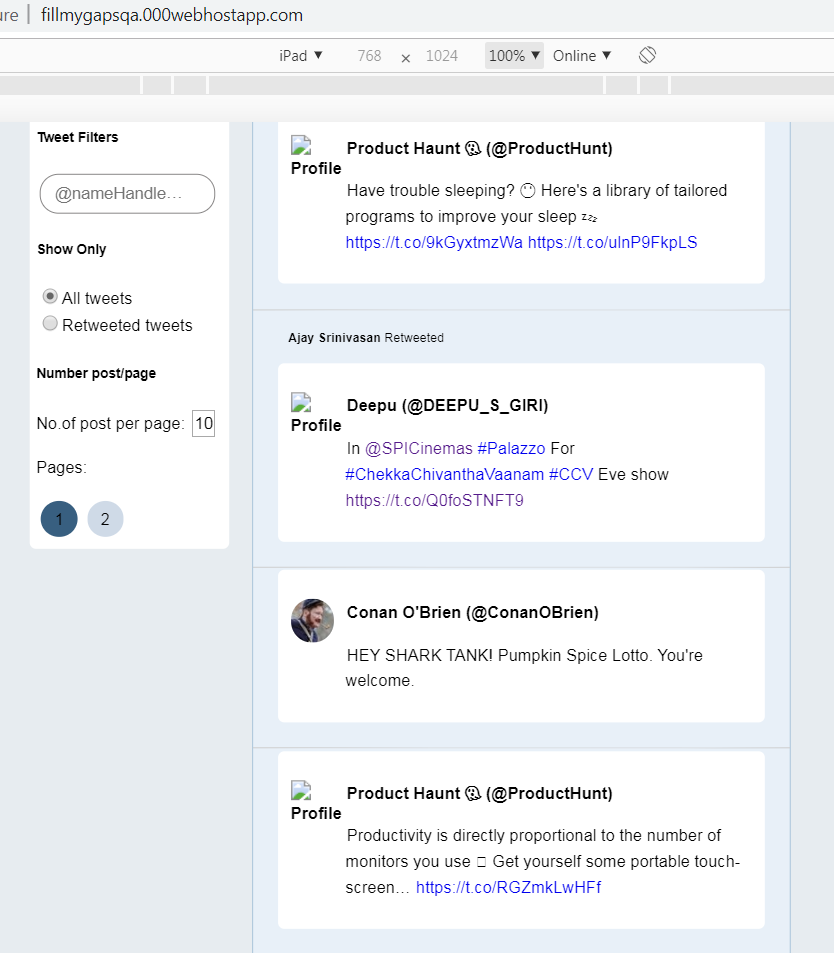 ure | fillmygapsqa.000webhostapp.com
iPad ▼ 768 × 1024 100% ▼ Online ▼
Tweet Filters
@nameHandle…
Show Only
All tweets
Retweeted tweets
Number post/page
No.of post per page: 10
Pages:
1 2
Profile
Product Haunt (@ProductHunt)
Have trouble sleeping? 😶 Here's a library of tailored
programs to improve your sleep 💤
https://t.co/9kGyxtmzWa https://t.co/ulnP9FkpLS
Ajay Srinivasan Retweeted
Profile
Deepu (@DEEPU_S_GIRI)
In @SPICinemas #Palazzo For
#ChekkaChivanthaVaanam #CCV Eve show
https://t.co/Q0foSTNFT9
Conan O'Brien (@ConanOBrien)
HEY SHARK TANK! Pumpkin Spice Lotto. You're
welcome.
Profile
Product Haunt (@ProductHunt)
Productivity is directly proportional to the number of
monitors you use Get yourself some portable touch-
screen… https://t.co/RGZmkLwHFf